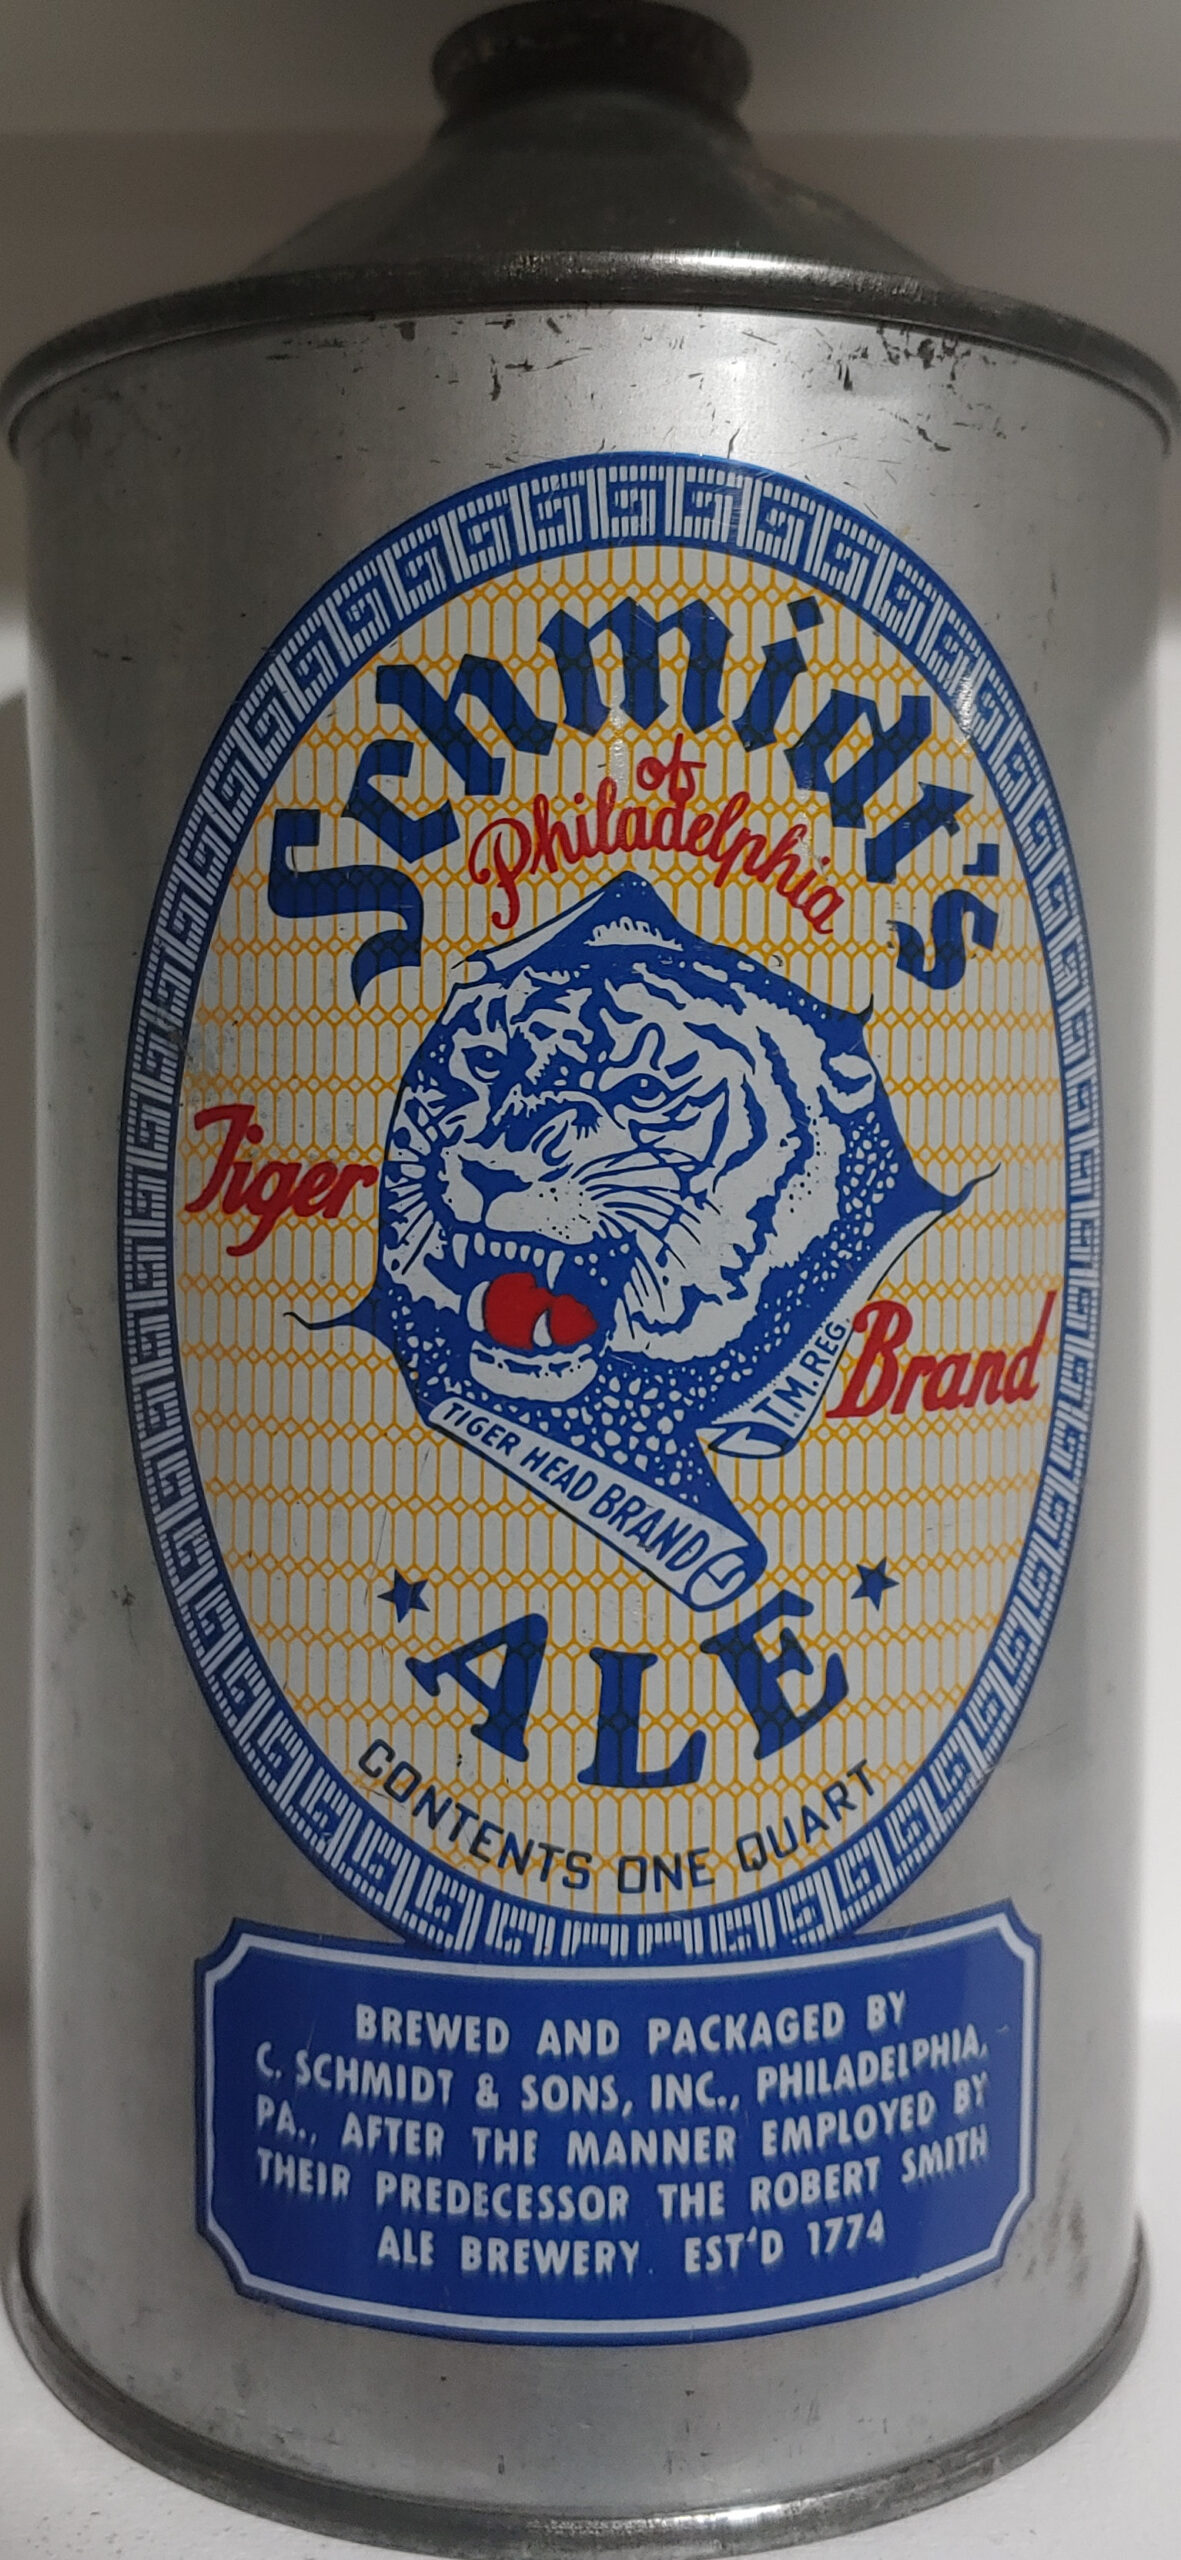 Schmidt's
of
Philadelphia
Tiger
Brand
T.M.REG
TIGER HEAD BRAND
ALE
CONTENTS ONE QUART
BREWED AND PACKAGED BY
C. SCHMIDT & SONS, INC., PHILADELPHIA,
PA., AFTER THE MANNER EMPLOYED BY
THEIR PREDECESSOR THE ROBERT SMITH
ALE BREWERY. EST'D 1774